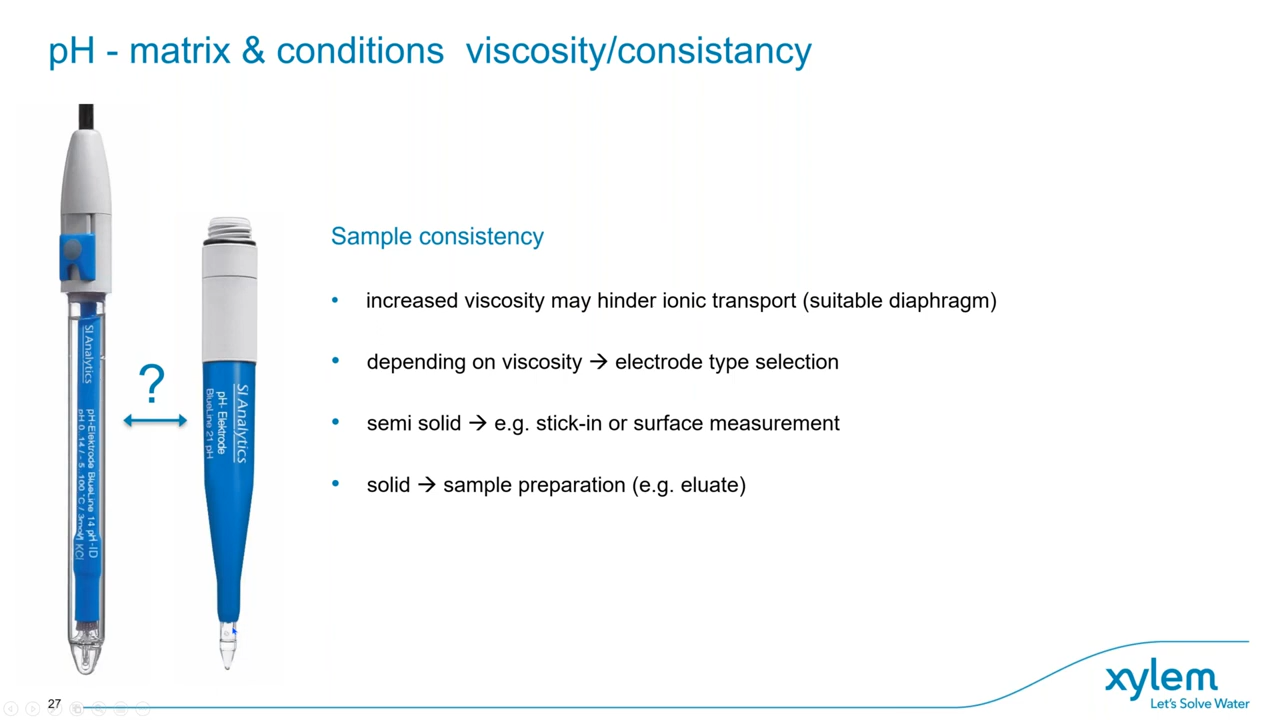 pH - matrix & conditions viscosity/consistancy
SI Analytics
pH-Elektrode BlueLine 14 pH-ID
pH 0..14 / - 5..100 °C / 3mol/l KCl
?
SI Analytics
pH- Elektrode
BlueLine 21 pH
Sample consistency
• increased viscosity may hinder ionic transport (suitable diaphragm)
• depending on viscosity → electrode type selection
• semi solid → e.g. stick-in or surface measurement
• solid → sample preparation (e.g. eluate)
27
xylem
Let's Solve Water